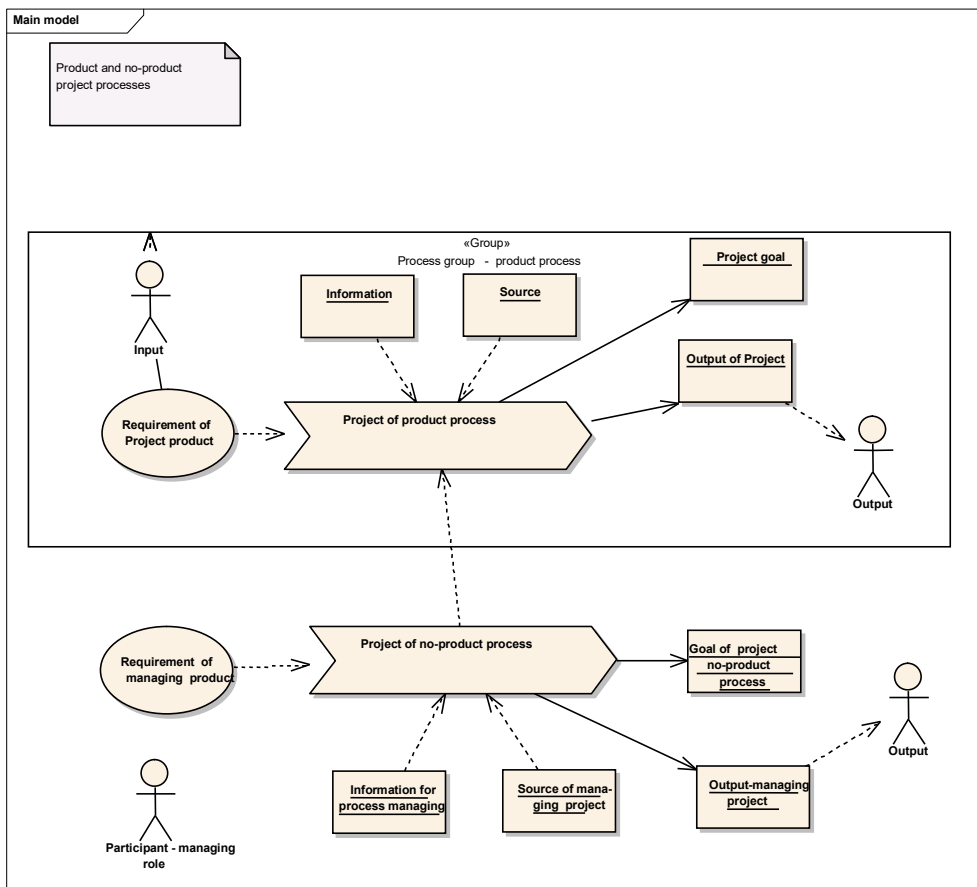 Main model
Product and no-product
project processes
«Group»
Process group - product process
Project goal
Information
Source
Input
Output of Project
Requirement of
Project product
Project of product process
Output
Project of no-product process
Requirement of
managing product
Goal of project
no-product
process
Output
Information for
process managing
Source of mana-
ging project
Output-managing
project
Participant - managing
role